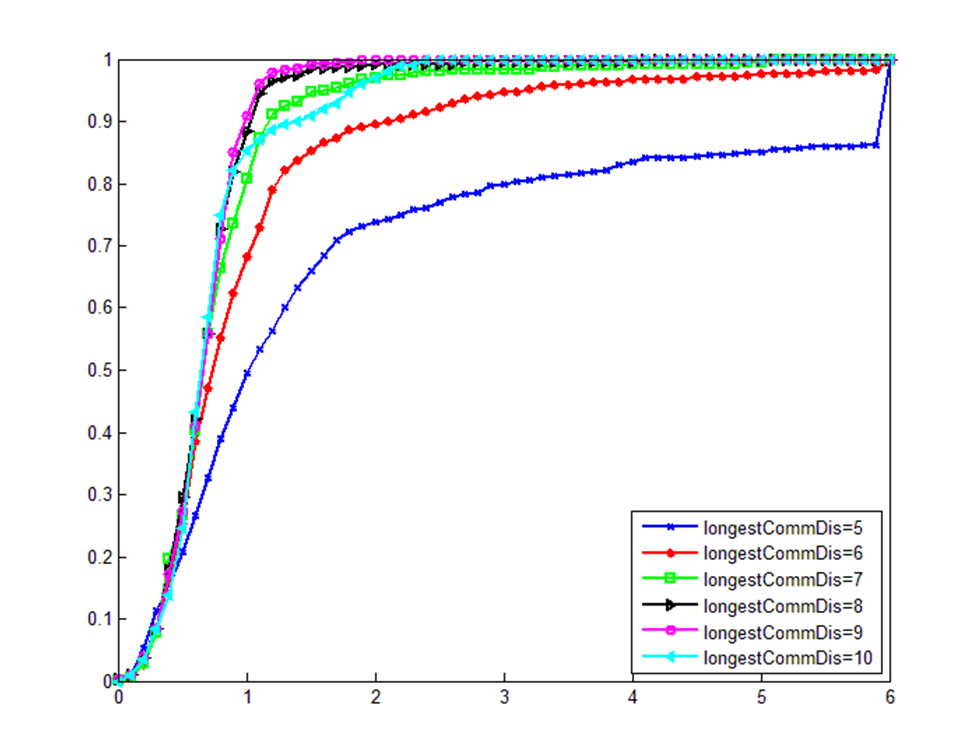 1
0.9
0.8
0.7
0.6
0.5
0.4
0.3
0.2
0.1
0
0 1 2 3 4 5 6
longestCommDis=5
longestCommDis=6
longestCommDis=7
longestCommDis=8
longestCommDis=9
longestCommDis=10